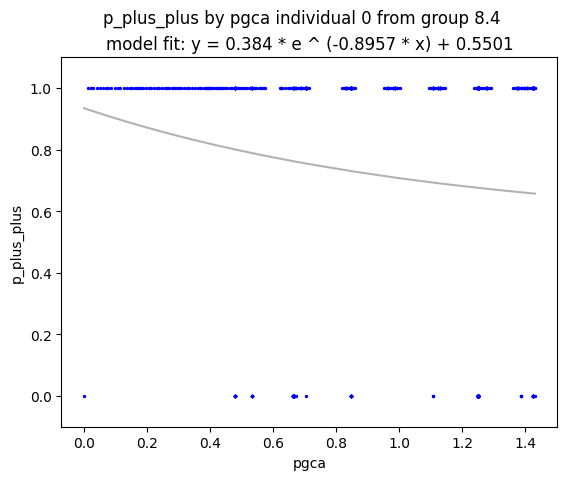 p_plus_plus by pgca individual 0 from group 8.4
model fit: y = 0.384 * e ^ (-0.8957 * x) + 0.5501
1.0
0.8
0.6
0.4
0.2
0.0
p_plus_plus
0.0 0.2 0.4 0.6 0.8 1.0 1.2 1.4
pgca